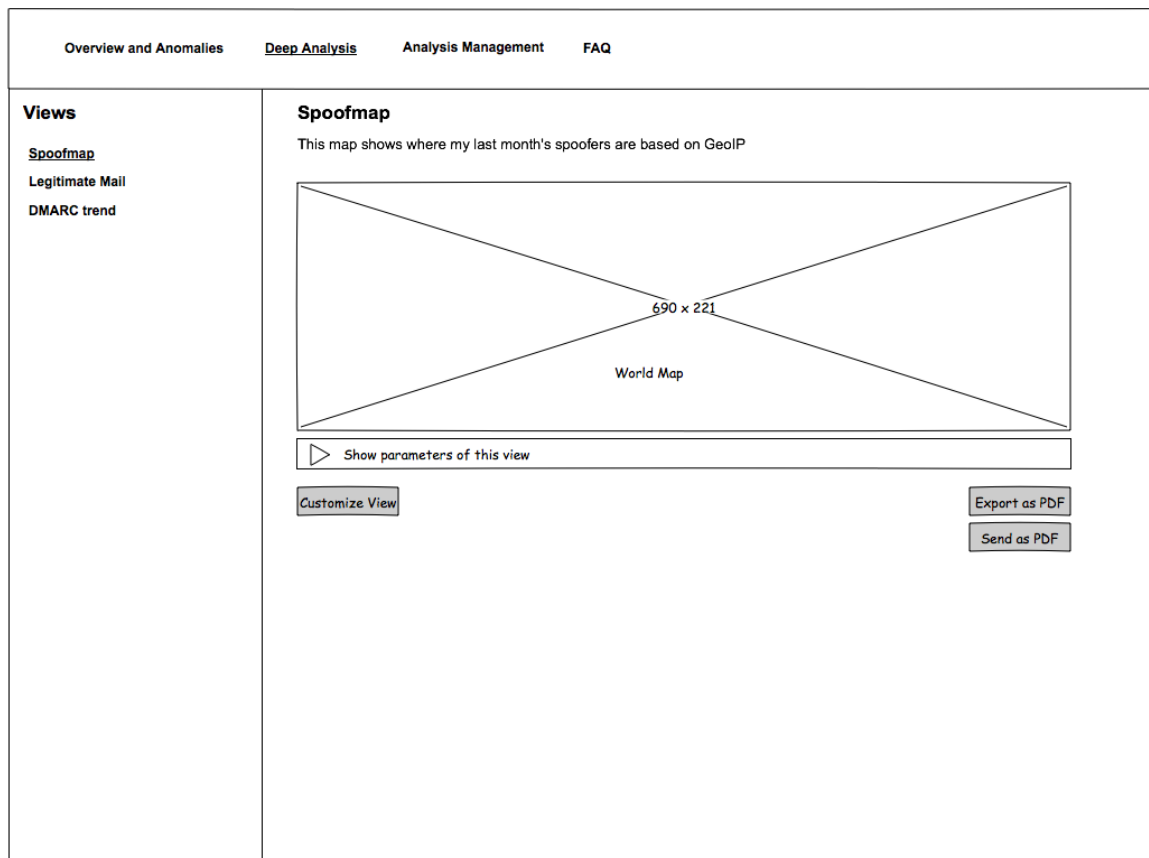 Overview and Anomalies Deep Analysis Analysis Management FAQ
Views
Spoofmap
Legitimate Mail
DMARC trend
Spoofmap
This map shows where my last month's spoofers are based on GeoIP
690 x 221
World Map
Show parameters of this view
Customize View
Export as PDF
Send as PDF